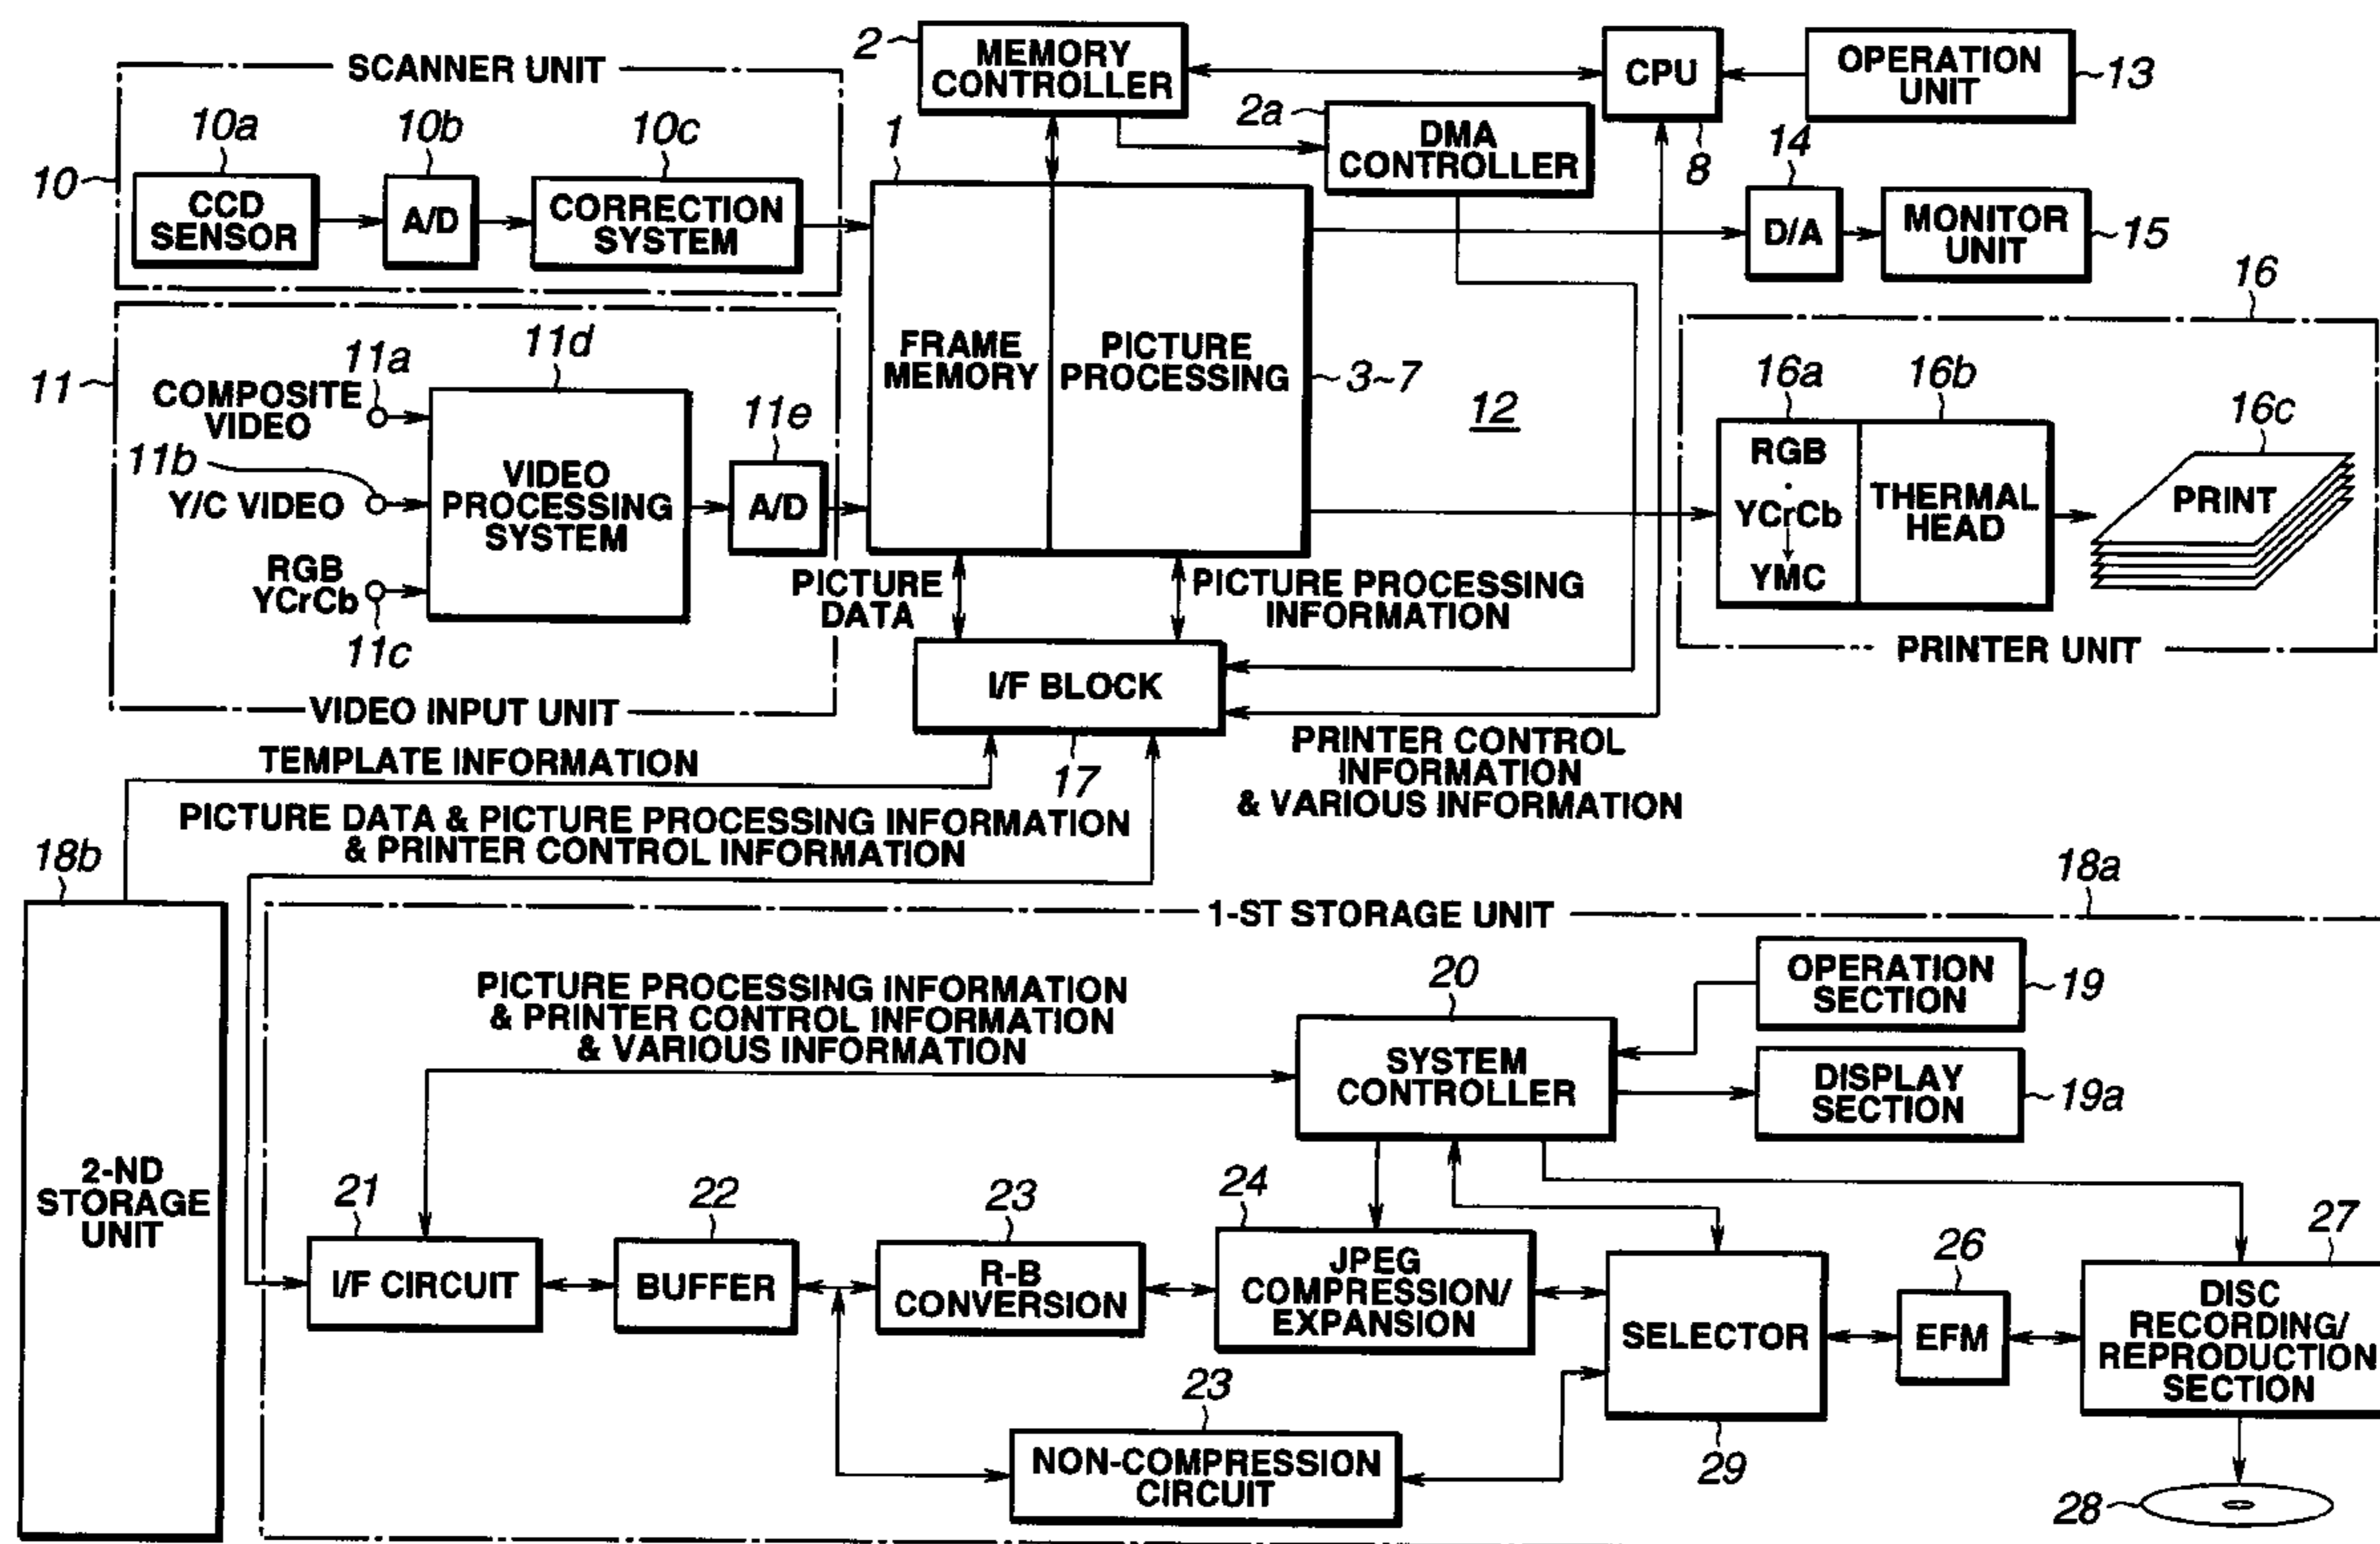 SCANNER UNIT
10
10a
CCD
SENSOR
10b
A/D
10c
CORRECTION
SYSTEM
2
MEMORY
CONTROLLER
2a
DMA
CONTROLLER
CPU
8
OPERATION
UNIT
13
14
D/A
MONITOR
UNIT
15
1
FRAME
MEMORY
PICTURE
PROCESSING
3~7
12
11
11a
COMPOSITE
VIDEO
11b
Y/C VIDEO
RGB
YCrCb
11c
11d
VIDEO
PROCESSING
SYSTEM
11e
A/D
VIDEO INPUT UNIT
16
16a
RGB
.
YCrCb
YMC
16b
THERMAL
HEAD
16c
PRINT
PRINTER UNIT
PICTURE
DATA
PICTURE PROCESSING
INFORMATION
I/F BLOCK
17
PRINTER CONTROL
INFORMATION
& VARIOUS INFORMATION
TEMPLATE INFORMATION
PICTURE DATA & PICTURE PROCESSING INFORMATION
& PRINTER CONTROL INFORMATION
18b
2-ND
STORAGE
UNIT
18a
1-ST STORAGE UNIT
PICTURE PROCESSING INFORMATION
& PRINTER CONTROL INFORMATION
& VARIOUS INFORMATION
20
SYSTEM
CONTROLLER
OPERATION
SECTION
19
DISPLAY
SECTION
19a
21
I/F CIRCUIT
22
BUFFER
23
R-B
CONVERSION
24
JPEG
COMPRESSION/
EXPANSION
SELECTOR
29
26
EFM
27
DISC
RECORDING/
REPRODUCTION
SECTION
23
NON-COMPRESSION
CIRCUIT
28